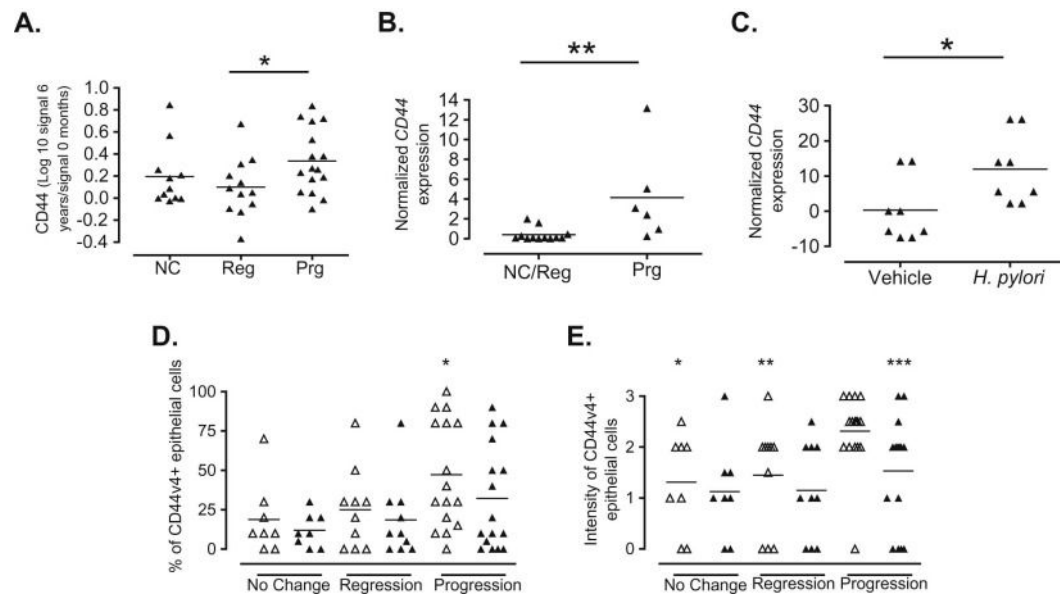 A.
CD44 (Log 10 signal 6
years/signal 0 months)
*
1.0
0.8
0.6
0.4
0.2
0.0
-0.2
-0.4
NC Reg Prg
B.
Normalized CD44
expression
**
14
12
10
8
6
4
2
0
NC/Reg Prg
C.
Normalized CD44
expression
*
30
20
10
0
-10
Vehicle H. pylori
D.
% of CD44v4+ epithelial cells
*
100
75
50
25
0
No Change Regression Progression
E.
Intensity of CD44v4+
epithelial cells
* ** ***
3
2
1
0
No Change Regression Progression